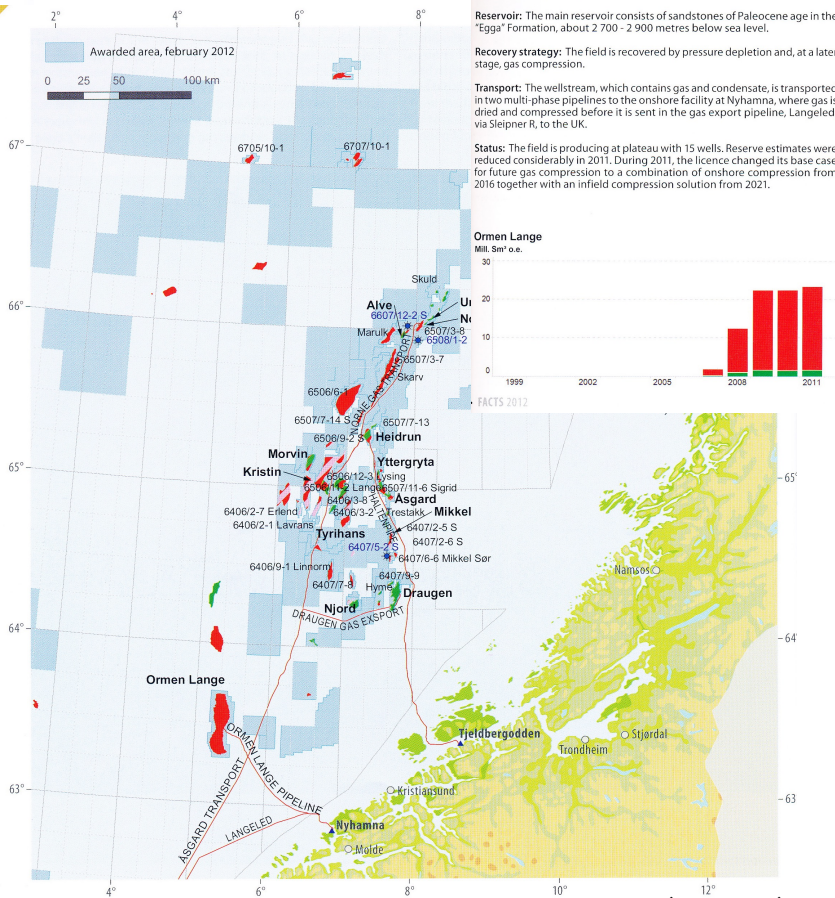 2°
4°
6°
8°
Awarded area, february 2012
0 25 50 100 km
67°
66°
65°
64°
63°
6705/10-1
6707/10-1
Skuld
Alve
6607/12-2 S
6507/3-8
Marulk
6508/1-2
6507/3-7
Skarv
NORNE GAS TRANSPORT
6506/6-1
6507/7-14 S
6507/7-13
6506/9-2 S
Heidrun
Morvin
Yttergryta
Kristin
6506/12-3 Lysing
6506/11-2 Lange
6507/11-6 Sigrid
6406/3-8
Åsgard
HALTENPIPE
6406/2-7 Erlend
6406/3-2
Trestakk
Mikkel
6406/2-1 Lavrans
6407/2-5 S
Tyrihans
6407/2-6 S
6407/5-2 S
6407/6-6 Mikkel Sør
6406/9-1 Linnorm
6407/9-9
6407/7-8
Hyme
Draugen
Njord
DRAUGEN GAS EXSPORT
Ormen Lange
ORMEN LANGE PIPELINE
ÅSGARD TRANSPORT
LANGELED
Nyhamna
Molde
Kristiansund
Tjeldbergodden
Trondheim
Stjørdal
Namsos
65°
64°
63
4°
6°
8°
10°
12°
Reservoir: The main reservoir consists of sandstones of Paleocene age in the
"Egga" Formation, about 2 700 - 2 900 metres below sea level.
Recovery strategy: The field is recovered by pressure depletion and, at a later
stage, gas compression.
Transport: The wellstream, which contains gas and condensate, is transported
in two multi-phase pipelines to the onshore facility at Nyhamna, where gas is
dried and compressed before it is sent in the gas export pipeline, Langeled
via Sleipner R, to the UK.
Status: The field is producing at plateau with 15 wells. Reserve estimates were
reduced considerably in 2011. During 2011, the licence changed its base case
for future gas compression to a combination of onshore compression from
2016 together with an infield compression solution from 2021.
Ormen Lange
Mill. Sm³ o.e.
30
20
10
0
1999 2002 2005 2008 2011
FACTS 2012